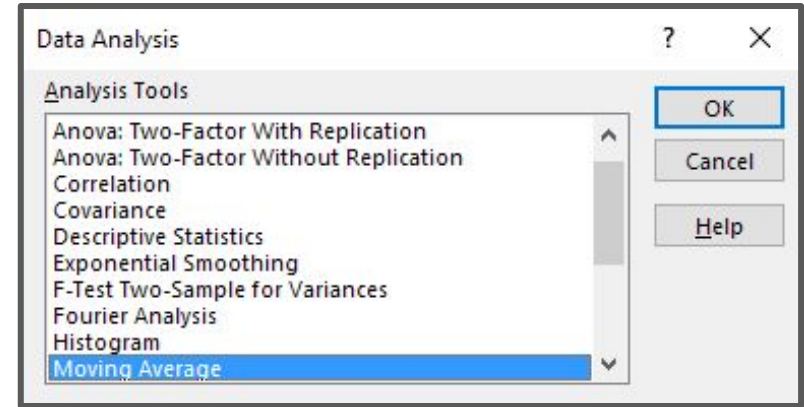 Data Analysis
? X
Analysis Tools
Anova: Two-Factor With Replication
Anova: Two-Factor Without Replication
Correlation
Covariance
Descriptive Statistics
Exponential Smoothing
F-Test Two-Sample for Variances
Fourier Analysis
Histogram
Moving Average
OK
Cancel
Help